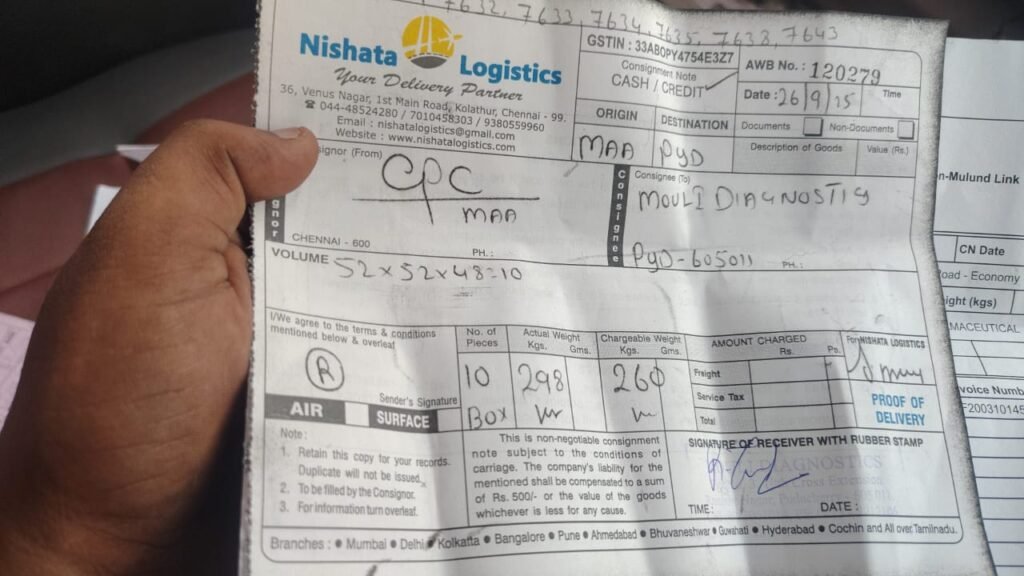 7632, 7633, 7634, 7635, 7638, 7643
Nishata Logistics
Your Delivery Partner
36, Venus Nagar, 1st Main Road, Kolathur, Chennai - 99.
☎ 044-48524280 / 7010458303 / 9380559960
Email : nishatalogistics@gmail.com
Website : www.nishatalogistics.com
GSTIN : 33ABOPY4754E3Z7
Consignment Note
CASH / CREDIT ✓
AWB No. : 120279
Date : 26/9/15 Time
ORIGIN DESTINATION
MAA PYD
Documents Non-Documents
Description of Goods Value (Rs.)
signor (From)
CPC
MAA
gnor
CHENNAI - 600 PH. :
Consignee
Consignee (To)
MOULI DIAGNOSTIS
PYD-605011 PH. :
VOLUME 52×52×48=10
I/We agree to the terms & conditions
mentioned below & overleaf
R
Sender's Signature
AIR SURFACE
No. of Pieces
Actual Weight
Kgs. Gms.
Chargeable Weight
Kgs. Gms.
10 298 260
BOX
AMOUNT CHARGED
Rs. Ps.
Freight
Service Tax
Total
For NISHATA LOGISTICS
PROOF OF
DELIVERY
Note :
1. Retain this copy for your records.
Duplicate will not be issued.
2. To be filled by the Consignor.
3. For information turn overleaf.
This is non-negotiable consignment
note subject to the conditions of
carriage. The company's liability for the
mentioned shall be compensated to a sum
of Rs. 500/- or the value of the goods
whichever is less for any cause.
SIGNATURE OF RECEIVER WITH RUBBER STAMP
DIAGNOSTICS
Cross Extension
TIME : DATE :
Branches : • Mumbai • Delhi • Kolkatta • Bangalore • Pune • Ahmedabad • Bhuvaneshwar • Guwahati • Hyderabad • Cochin and All over Tamilnadu.
n-Mulund Link
CN Date
Road - Economy
ight (kgs)
MACEUTICAL
voice Numb
F200310145